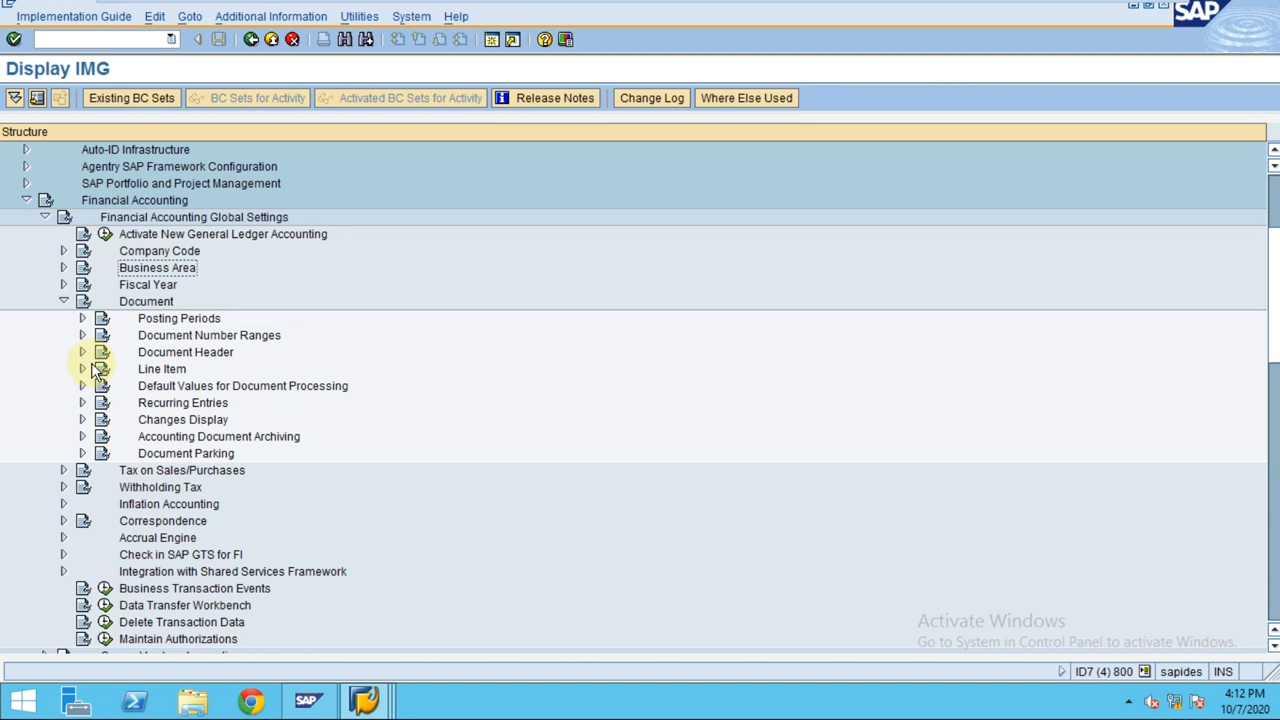 Implementation Guide Edit Goto Additional Information Utilities System Help
SAP
Display IMG
Existing BC Sets BC Sets for Activity Activated BC Sets for Activity Release Notes Change Log Where Else Used
Structure
Auto-ID Infrastructure
Agentry SAP Framework Configuration
SAP Portfolio and Project Management
Financial Accounting
Financial Accounting Global Settings
Activate New General Ledger Accounting
Company Code
Business Area
Fiscal Year
Document
Posting Periods
Document Number Ranges
Document Header
Line Item
Default Values for Document Processing
Recurring Entries
Changes Display
Accounting Document Archiving
Document Parking
Tax on Sales/Purchases
Withholding Tax
Inflation Accounting
Correspondence
Accrual Engine
Check in SAP GTS for FI
Integration with Shared Services Framework
Business Transaction Events
Data Transfer Workbench
Delete Transaction Data
Maintain Authorizations
Activate Windows
Go to System in Control Panel to activate Windows.
ID7 (4) 800 sapides INS
SAP
4:12 PM
10/7/2020